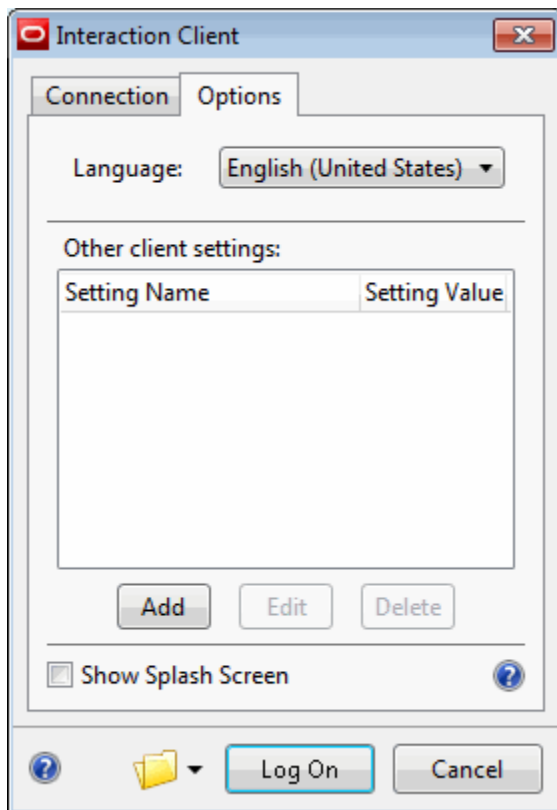 Interaction Client
Connection Options
Language: English (United States)
Other client settings:
Setting Name Setting Value
Add Edit Delete
Show Splash Screen
Log On Cancel